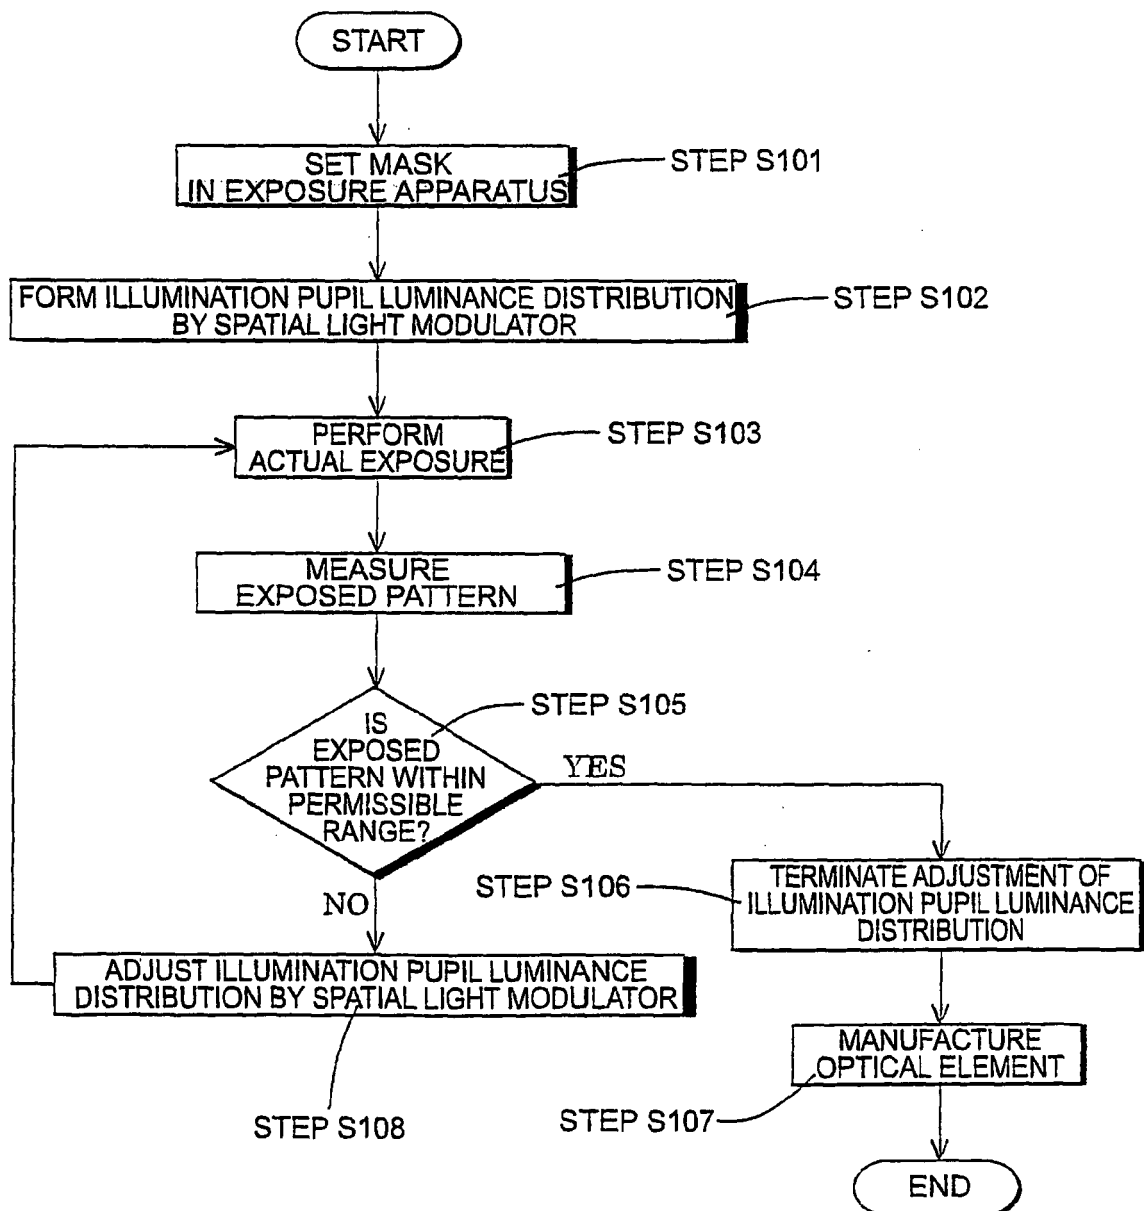 START
SET MASK
IN EXPOSURE APPARATUS
STEP S101
FORM ILLUMINATION PUPIL LUMINANCE DISTRIBUTION
BY SPATIAL LIGHT MODULATOR
STEP S102
PERFORM
ACTUAL EXPOSURE
STEP S103
MEASURE
EXPOSED PATTERN
STEP S104
IS
EXPOSED
PATTERN WITHIN
PERMISSIBLE
RANGE?
STEP S105
YES
NO
STEP S106
TERMINATE ADJUSTMENT OF
ILLUMINATION PUPIL LUMINANCE
DISTRIBUTION
ADJUST ILLUMINATION PUPIL LUMINANCE
DISTRIBUTION BY SPATIAL LIGHT MODULATOR
STEP S108
MANUFACTURE
OPTICAL ELEMENT
STEP S107
END